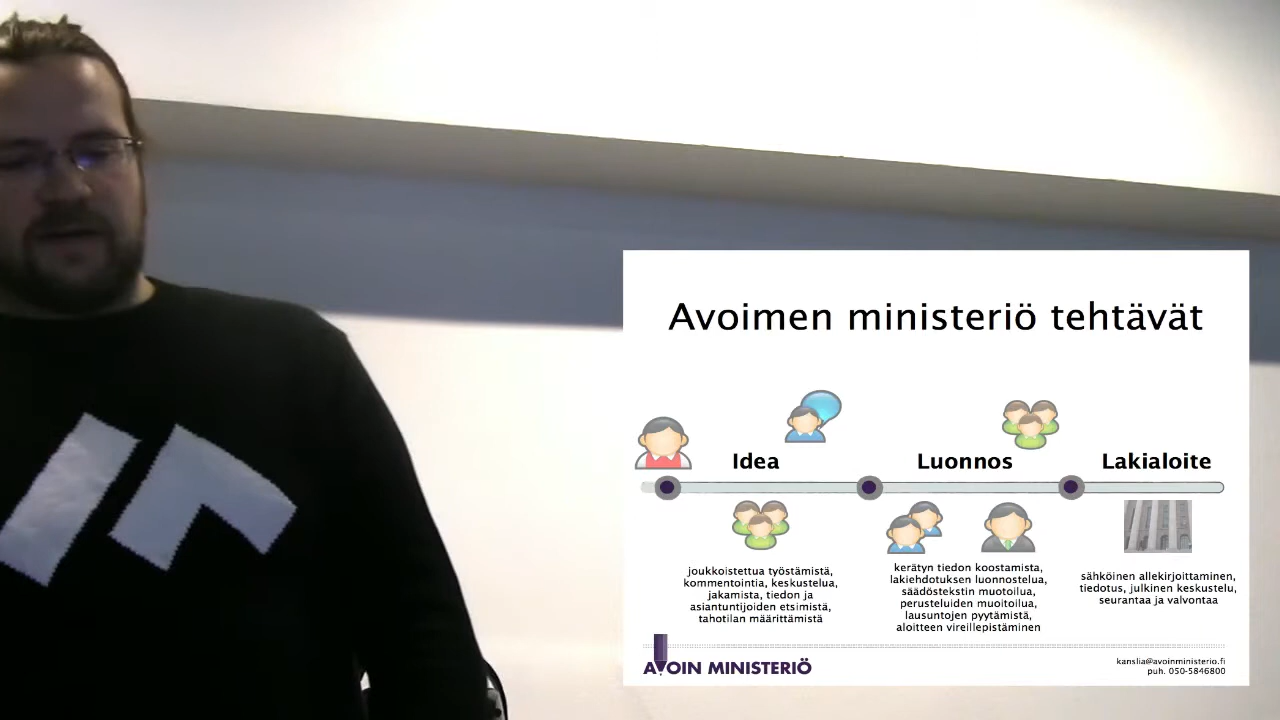 Avoimen ministeriö tehtävät
Idea
Luonnos
Lakialoite
joukkoistettua työstämistä,
kommentointia, keskustelua,
jakamista, tiedon ja
asiantuntijoiden etsimistä,
tahotilan määrittämistä
kerätyn tiedon koostamista,
lakiehdotuksen luonnostelua,
säädöstekstin muotoilua,
perusteluiden muoitoilua,
lausuntojen pyytämistä,
aloitteen vireillepistäminen
sähköinen allekirjoittaminen,
tiedotus, julkinen keskustelu,
seurantaa ja valvontaa
AVOIN MINISTERIÖ
kanslia@avoinministerio.fi
puh. 050-5846800